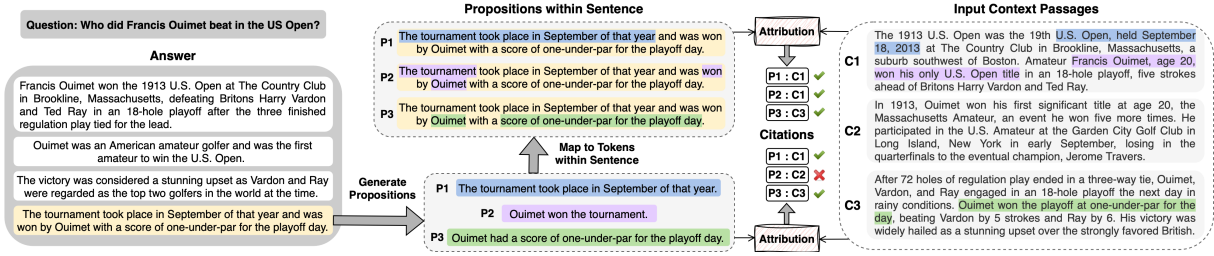 Question: Who did Francis Ouimet beat in the US Open?
Answer
Francis Ouimet won the 1913 U.S. Open at The Country Club
in Brookline, Massachusetts, defeating Britons Harry Vardon
and Ted Ray in an 18-hole playoff after the three finished
regulation play tied for the lead.
Ouimet was an American amateur golfer and was the first
amateur to win the U.S. Open.
The victory was considered a stunning upset as Vardon and Ray
were regarded as the top two golfers in the world at the time.
The tournament took place in September of that year and was
won by Ouimet with a score of one-under-par for the playoff day.
Generate
Propositions
Propositions within Sentence
P1
The tournament took place in September of that year and was won
by Ouimet with a score of one-under-par for the playoff day.
P2
The tournament took place in September of that year and was won
by Ouimet with a score of one-under-par for the playoff day.
P3
The tournament took place in September of that year and was won
by Ouimet with a score of one-under-par for the playoff day.
Map to Tokens
within Sentence
P1
The tournament took place in September of that year.
P2
Ouimet won the tournament.
P3
Ouimet had a score of one-under-par for the playoff day.
Attribution
P1 : C1
P2 : C1
P3 : C3
Citations
P1 : C1
P2 : C2
P3 : C3
Attribution
Input Context Passages
C1
The 1913 U.S. Open was the 19th U.S. Open, held September
18, 2013 at The Country Club in Brookline, Massachusetts, a
suburb southwest of Boston. Amateur Francis Ouimet, age 20,
won his only U.S. Open title in an 18-hole playoff, five strokes
ahead of Britons Harry Vardon and Ted Ray.
C2
In 1913, Ouimet won his first significant title at age 20, the
Massachusetts Amateur, an event he won five more times. He
participated in the U.S. Amateur at the Garden City Golf Club in
Long Island, New York in early September, losing in the
quarterfinals to the eventual champion, Jerome Travers.
C3
After 72 holes of regulation play ended in a three-way tie, Ouimet,
Vardon, and Ray engaged in an 18-hole playoff the next day in
rainy conditions. Ouimet won the playoff at one-under-par for the
day, beating Vardon by 5 strokes and Ray by 6. His victory was
widely hailed as a stunning upset over the strongly favored British.